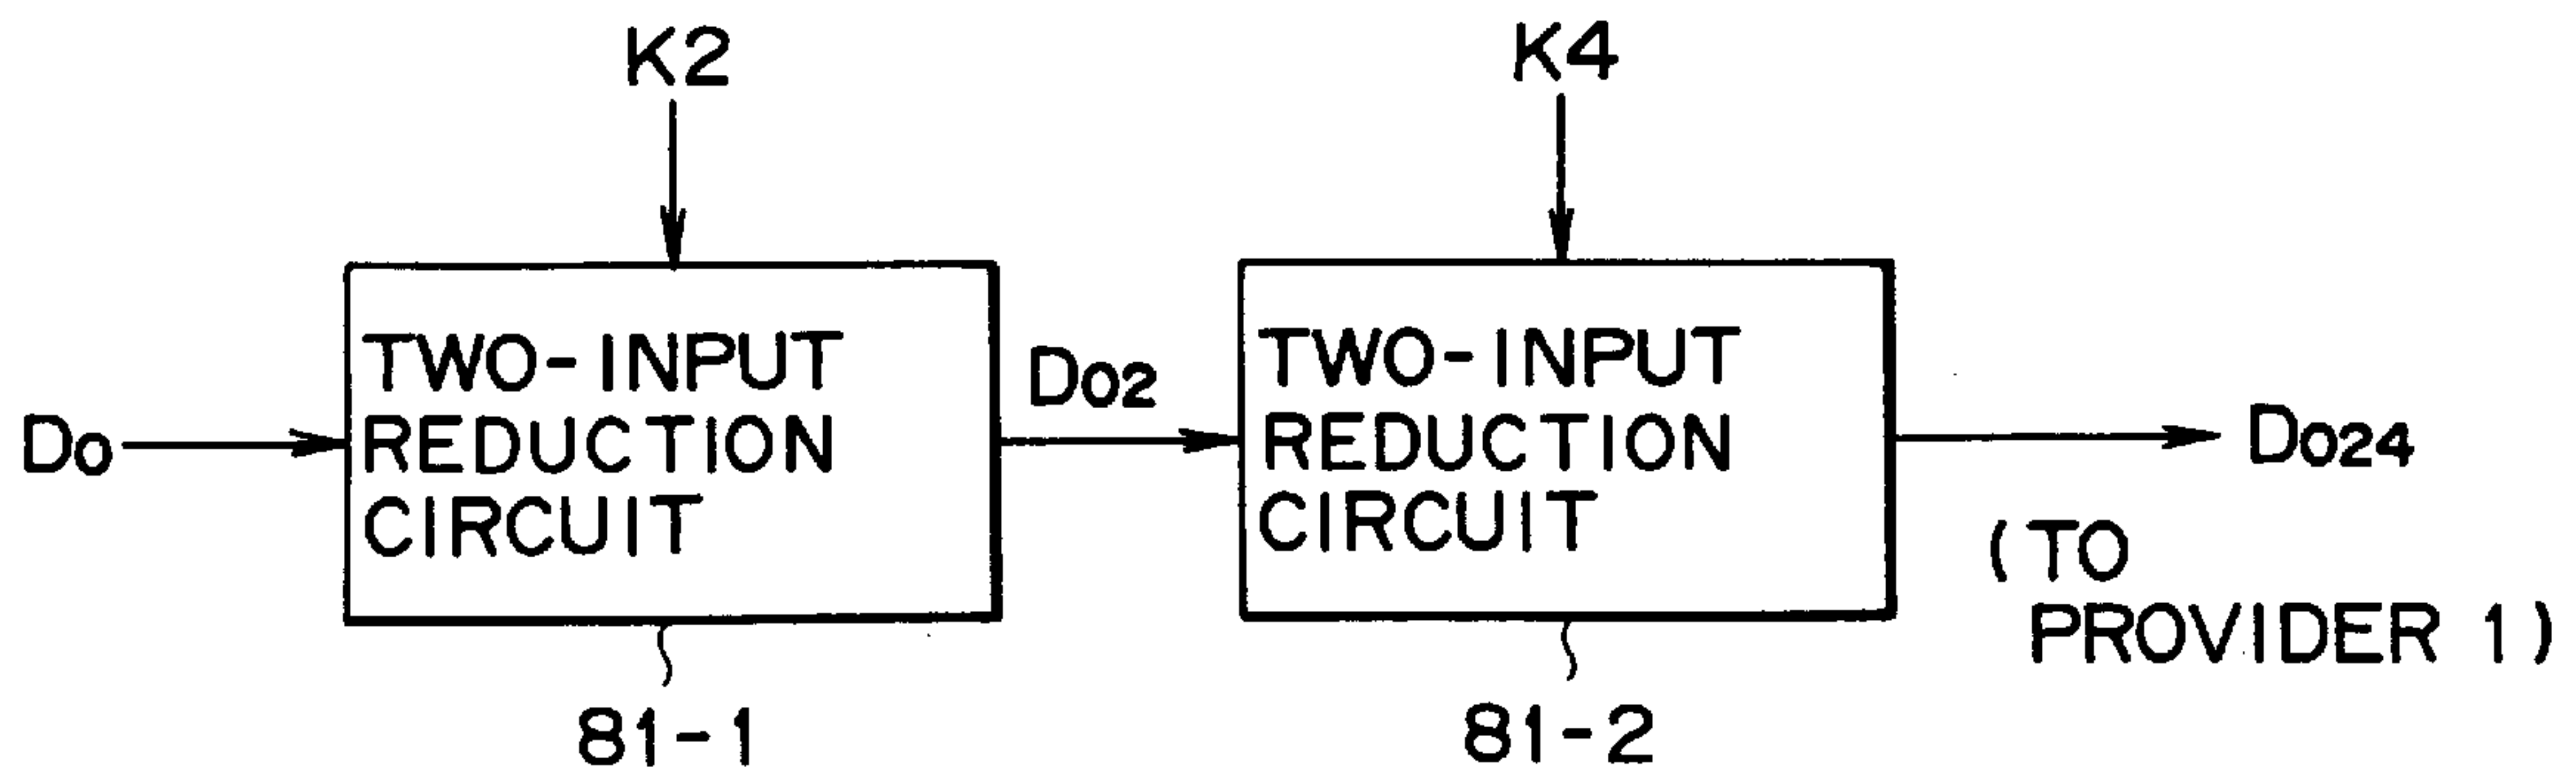 K2
K4
Do
TWO-INPUT
REDUCTION
CIRCUIT
Do2
TWO-INPUT
REDUCTION
CIRCUIT
Do24
(TO
PROVIDER 1)
81-1
81-2